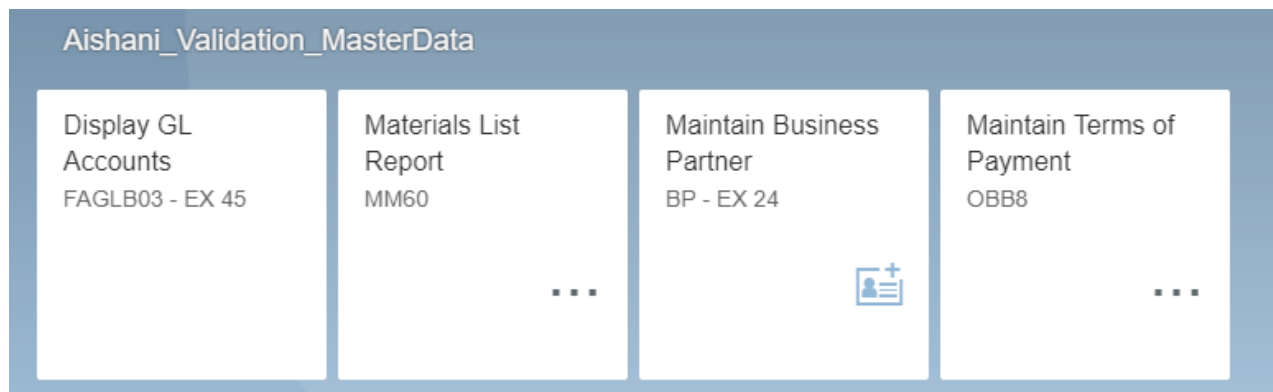 Aishani_Validation_MasterData
Display GL
Accounts
FAGLB03 - EX 45
Materials List
Report
MM60
Maintain Business
Partner
BP - EX 24
Maintain Terms of
Payment
OBB8